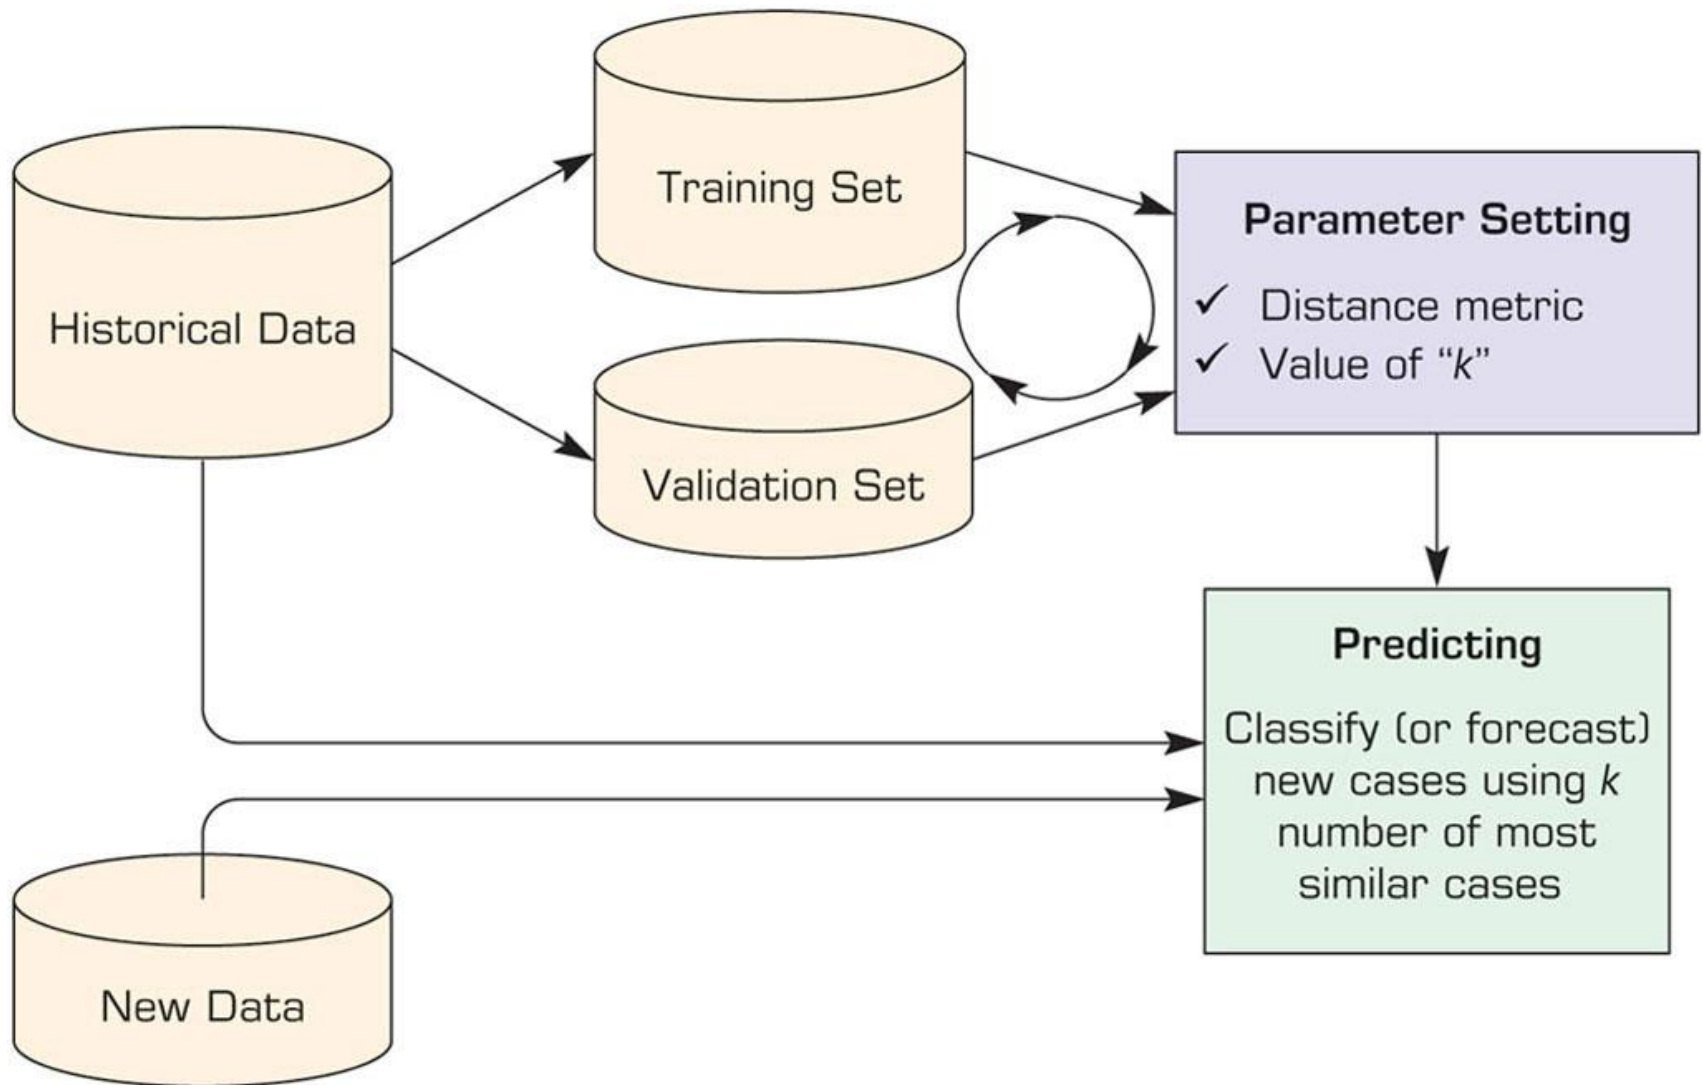 Training Set
Historical Data
Validation Set
Parameter Setting
✓ Distance metric
✓ Value of “k”
Predicting
Classify (or forecast)
new cases using k
number of most
similar cases
New Data